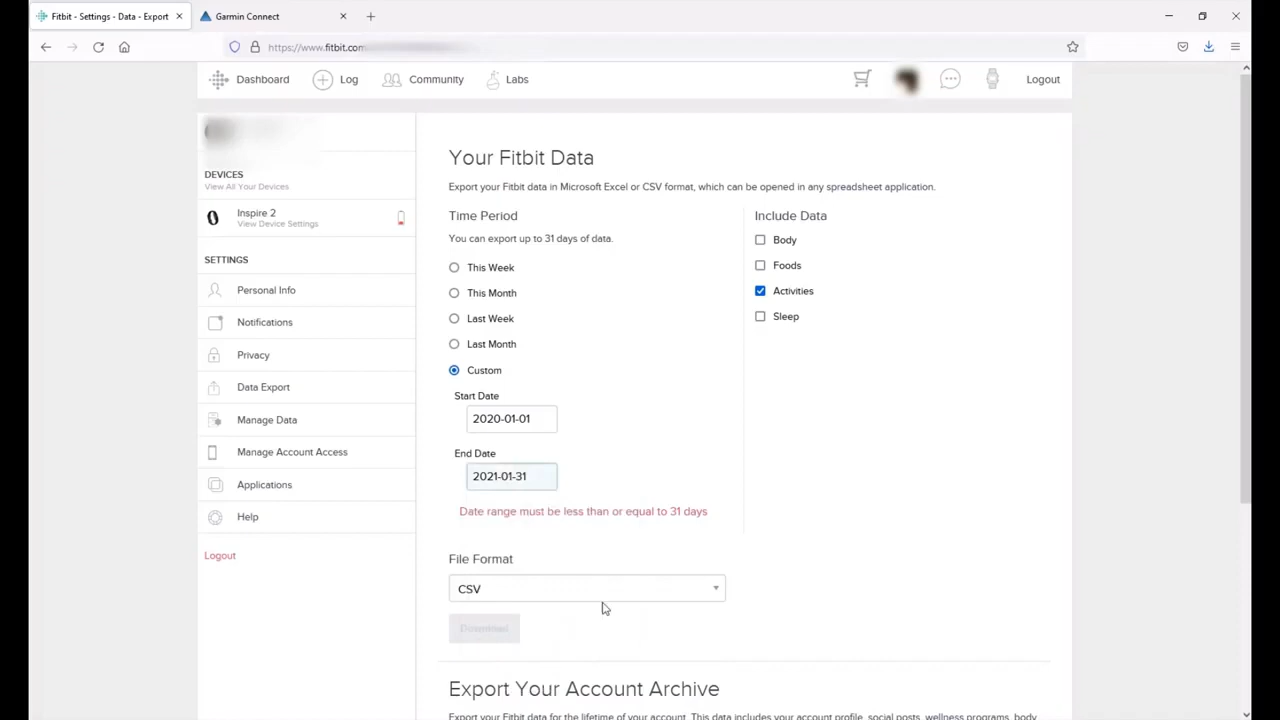 Fitbit - Settings - Data - Export
Garmin Connect
https://www.fitbit.com
Dashboard
Log
Community
Labs
Logout
DEVICES
View All Your Devices
Inspire 2
View Device Settings
SETTINGS
Personal Info
Notifications
Privacy
Data Export
Manage Data
Manage Account Access
Applications
Help
Logout
Your Fitbit Data
Export your Fitbit data in Microsoft Excel or CSV format, which can be opened in any spreadsheet application.
Time Period
You can export up to 31 days of data.
This Week
This Month
Last Week
Last Month
Custom
Start Date
2020-01-01
End Date
2021-01-31
Date range must be less than or equal to 31 days
Include Data
Body
Foods
Activities
Sleep
File Format
CSV
Download
Export Your Account Archive
Export your Fitbit data for the lifetime of your account. This data includes your account profile, social posts, wellness programs, body